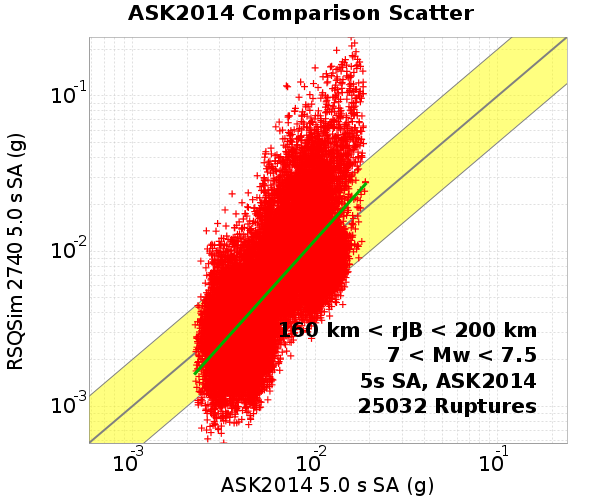 ASK2014 Comparison Scatter
RSQSim 2740 5.0 s SA (g)
10-1
10-2
10-3
160 km < rJB < 200 km
7 < Mw < 7.5
5s SA, ASK2014
25032 Ruptures
10-3 10-2 10-1
ASK2014 5.0 s SA (g)